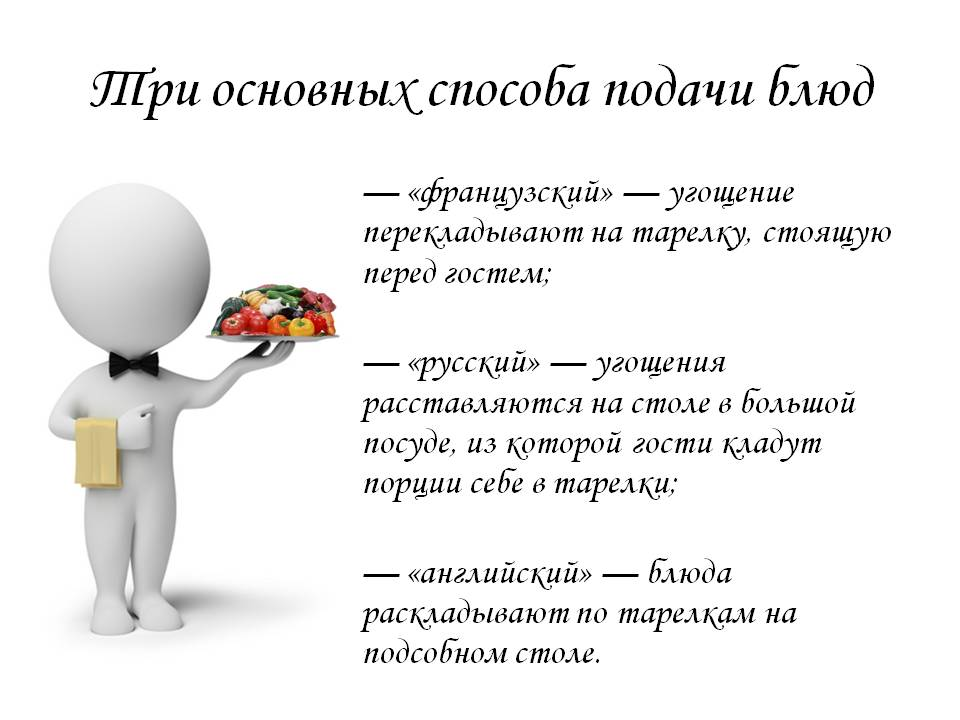 Три основных способа подачи блюд
— «французский» — угощение
перекладывают на тарелку, стоящую
перед гостем;
— «русский» — угощения
расставляются на столе в большой
посуде, из которой гости кладут
порции себе в тарелки;
— «английский» — блюда
раскладывают по тарелкам на
подсобном столе.